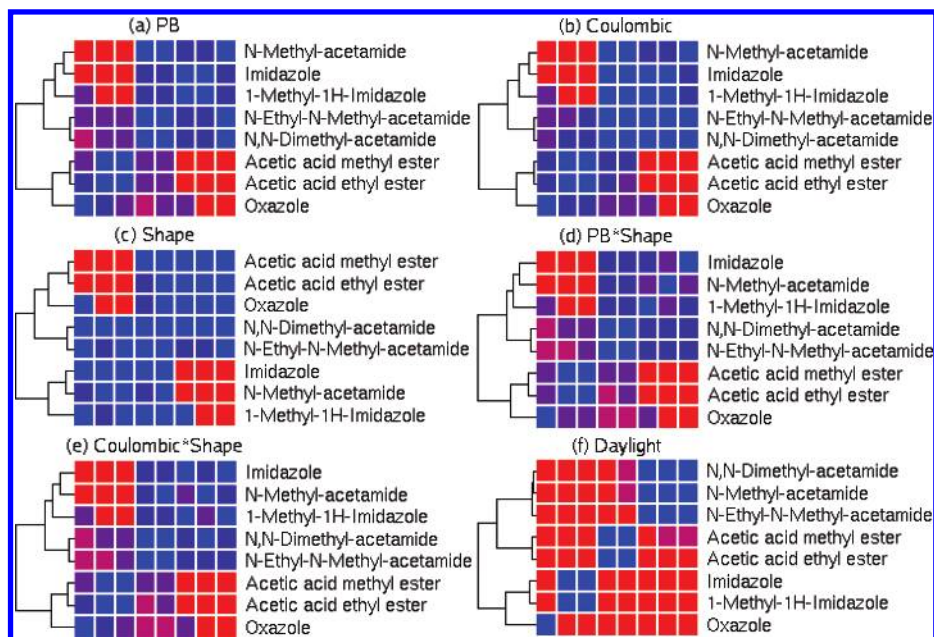 (a) PB
N-Methyl-acetamide
Imidazole
1-Methyl-1H-Imidazole
N-Ethyl-N-Methyl-acetamide
N,N-Dimethyl-acetamide
Acetic acid methyl ester
Acetic acid ethyl ester
Oxazole
(b) Coulombic
N-Methyl-acetamide
Imidazole
1-Methyl-1H-Imidazole
N-Ethyl-N-Methyl-acetamide
N,N-Dimethyl-acetamide
Acetic acid methyl ester
Acetic acid ethyl ester
Oxazole
(c) Shape
Acetic acid methyl ester
Acetic acid ethyl ester
Oxazole
N,N-Dimethyl-acetamide
N-Ethyl-N-Methyl-acetamide
Imidazole
N-Methyl-acetamide
1-Methyl-1H-Imidazole
(d) PB*Shape
Imidazole
N-Methyl-acetamide
1-Methyl-1H-Imidazole
N,N-Dimethyl-acetamide
N-Ethyl-N-Methyl-acetamide
Acetic acid methyl ester
Acetic acid ethyl ester
Oxazole
(e) Coulombic*Shape
Imidazole
N-Methyl-acetamide
1-Methyl-1H-Imidazole
N,N-Dimethyl-acetamide
N-Ethyl-N-Methyl-acetamide
Acetic acid methyl ester
Acetic acid ethyl ester
Oxazole
(f) Daylight
N,N-Dimethyl-acetamide
N-Methyl-acetamide
N-Ethyl-N-Methyl-acetamide
Acetic acid methyl ester
Acetic acid ethyl ester
Imidazole
1-Methyl-1H-Imidazole
Oxazole